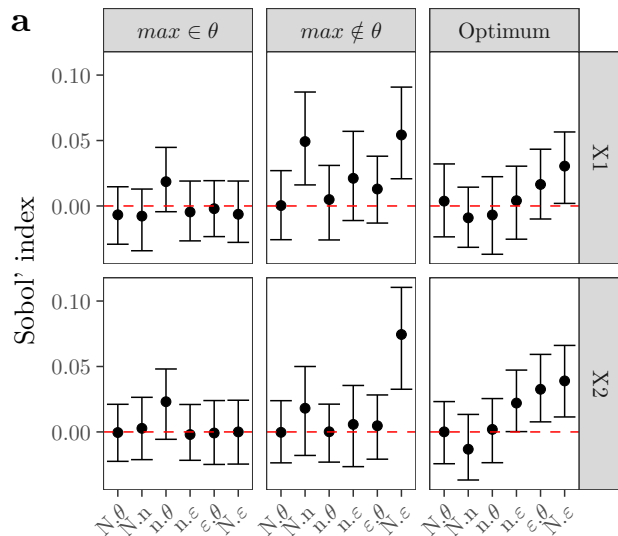 a
max ∈ θ
max ∉ θ
Optimum
Sobol' index
0.10
0.05
0.00
X1
0.10
0.05
0.00
X2
N.θ
N.n
n.θ
n.ε
ε.θ
N.ε
N.θ
N.n
n.θ
n.ε
ε.θ
N.ε
N.θ
N.n
n.θ
n.ε
ε.θ
N.ε